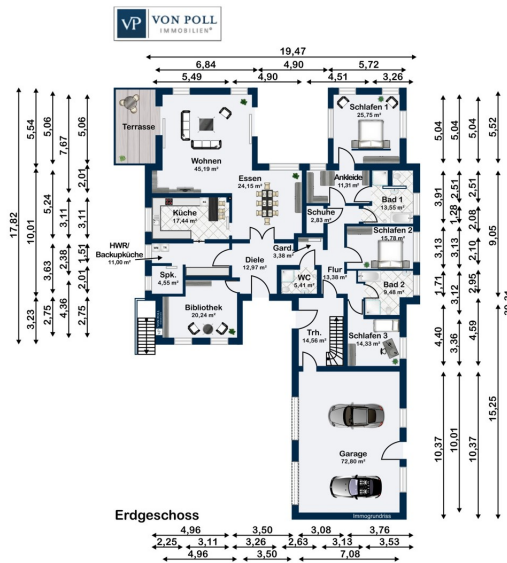 VP VON POLL
IMMOBILIEN®
19,47
6,84 4,90 5,72
5,49 4,90 4,51 3,26
17,82
5,54 10,01 3,23
5,06 5,24 3,63
7,67 3,11 2,38 4,36
5,06 2,01 3,11 1,51 2,01 2,75
2,75
Terrasse
Wohnen
45,19 m²
Schlafen 1
25,75 m²
Essen
24,15 m²
Ankleide
11,31 m²
Bad 1
13,55 m²
Schuhe
2,83 m²
Küche
17,44 m²
Schlafen 2
15,78 m²
HWR/
Backupküche
11,00 m²
Gard.
3,38 m²
Diele
12,97 m²
Flur
13,38 m²
Spk.
4,55 m²
WC
5,41 m²
Bad 2
9,48 m²
Bibliothek
20,24 m²
Trh.
14,56 m²
Schlafen 3
14,33 m²
Garage
72,80 m²
Immogrundriss
5,04 3,91 3,13 1,71 4,40 10,37
5,04 2,51 1,28 3,13 3,12 3,36 10,01
5,04 2,51 2,08 2,10 2,95 4,59 10,37
5,52 9,05 15,25
Erdgeschoss
4,96 3,50 3,08 3,76
2,25 3,11 3,26 2,63 3,13 3,53
4,96 3,50 7,08